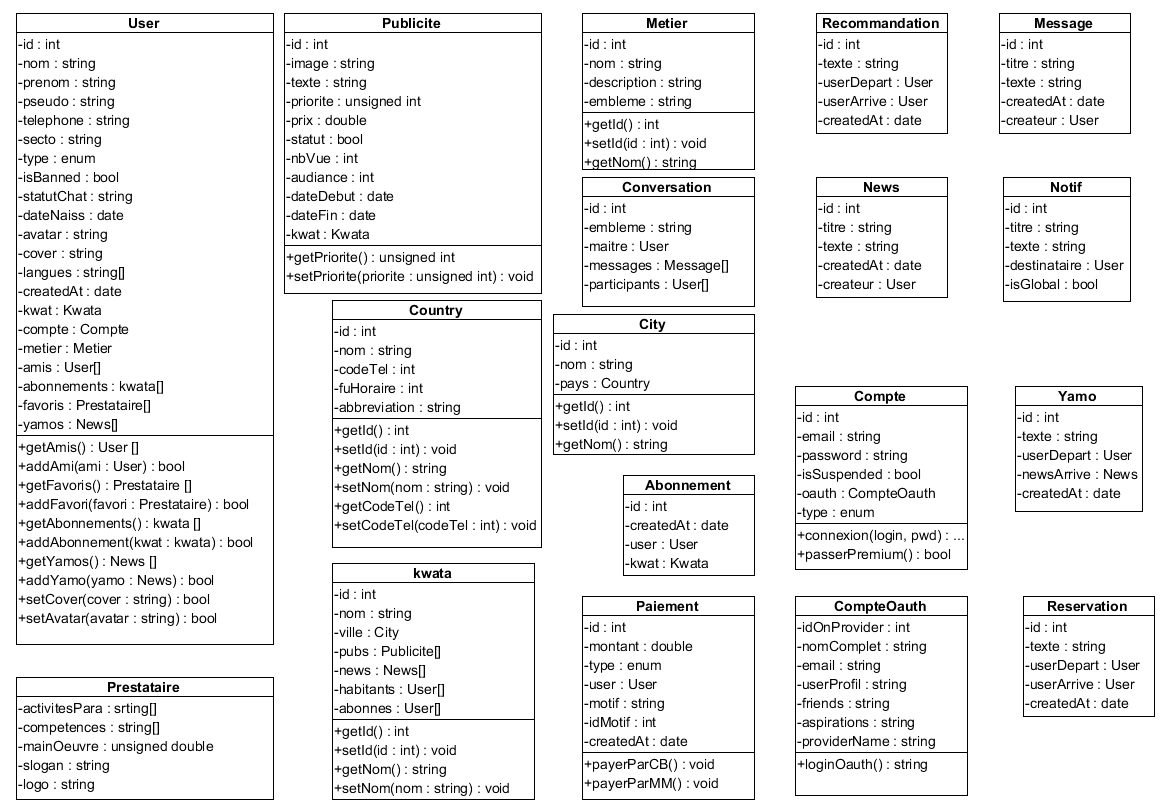 User
-id : int
-nom : string
-prenom : string
-pseudo : string
-telephone : string
-secto : string
-type : enum
-isBanned : bool
-statutChat : string
-dateNaiss : date
-avatar : string
-cover : string
-langues : string[]
-createdAt : date
-kwat : Kwata
-compte : Compte
-metier : Metier
-amis : User[]
-abonnements : kwata[]
-favoris : Prestataire[]
-yamos : News[]
+getAmis() : User []
+addAmi(ami : User) : bool
+getFavoris() : Prestataire []
+addFavori(favori : Prestataire) : bool
+getAbonnements() : kwata []
+addAbonnement(kwat : kwata) : bool
+getYamos() : News []
+addYamo(yamo : News) : bool
+setCover(cover : string) : bool
+setAvatar(avatar : string) : bool
Prestataire
-activitesPara : srting[]
-competences : string[]
-mainOeuvre : unsigned double
-slogan : string
-logo : string
Publicite
-id : int
-image : string
-texte : string
-priorite : unsigned int
-prix : double
-statut : bool
-nbVue : int
-audiance : int
-dateDebut : date
-dateFin : date
-kwat : Kwata
+getPriorite() : unsigned int
+setPriorite(priorite : unsigned int) : void
Country
-id : int
-nom : string
-codeTel : int
-fuHoraire : int
-abbreviation : string
+getId() : int
+setId(id : int) : void
+getNom() : string
+setNom(nom : string) : void
+getCodeTel() : int
+setCodeTel(codeTel : int) : void
kwata
-id : int
-nom : string
-ville : City
-pubs : Publicite[]
-news : News[]
-habitants : User[]
-abonnes : User[]
+getId() : int
+setId(id : int) : void
+getNom() : string
+setNom(nom : string) : void
Metier
-id : int
-nom : string
-description : string
-embleme : string
+getId() : int
+setId(id : int) : void
+getNom() : string
Conversation
-id : int
-embleme : string
-maitre : User
-messages : Message[]
-participants : User[]
City
-id : int
-nom : string
-pays : Country
+getId() : int
+setId(id : int) : void
+getNom() : string
Abonnement
-id : int
-createdAt : date
-user : User
-kwat : Kwata
Paiement
-id : int
-montant : double
-type : enum
-user : User
-motif : string
-idMotif : int
-createdAt : date
+payerParCB() : void
+payerParMM() : void
Recommandation
-id : int
-texte : string
-userDepart : User
-userArrive : User
-createdAt : date
News
-id : int
-titre : string
-texte : string
-createdAt : date
-createur : User
Compte
-id : int
-email : string
-password : string
-isSuspended : bool
-oauth : CompteOauth
-type : enum
+connexion(login, pwd) : ...
+passerPremium() : bool
CompteOauth
-idOnProvider : int
-nomComplet : string
-email : string
-userProfil : string
-friends : string
-aspirations : string
-providerName : string
+loginOauth() : string
Message
-id : int
-titre : string
-texte : string
-createdAt : date
-createur : User
Notif
-id : int
-titre : string
-texte : string
-destinataire : User
-isGlobal : bool
Yamo
-id : int
-texte : string
-userDepart : User
-newsArrive : News
-createdAt : date
Reservation
-id : int
-texte : string
-userDepart : User
-userArrive : User
-createdAt : date